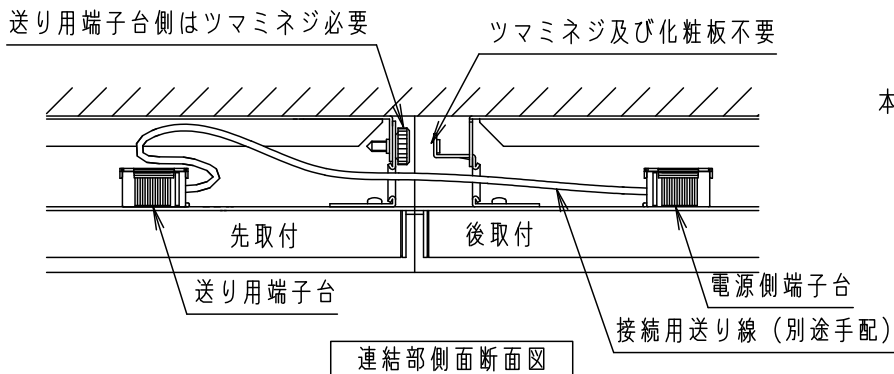 送り用端子台側はツマミネジ必要
ツマミネジ及び化粧板不要
本
先取付
後取付
送り用端子台
電源側端子台
接続用送り線（別途手配）
連結部側面断面図